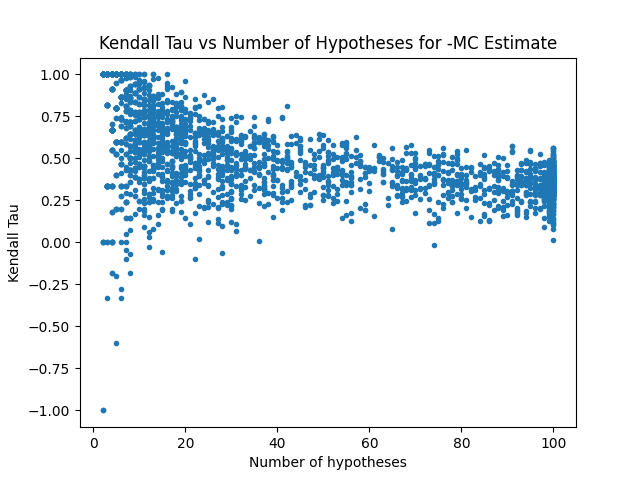 Kendall Tau vs Number of Hypotheses for -MC Estimate
1.00
0.75
0.50
0.25
0.00
−0.25
−0.50
−0.75
−1.00
Kendall Tau
0 20 40 60 80 100
Number of hypotheses